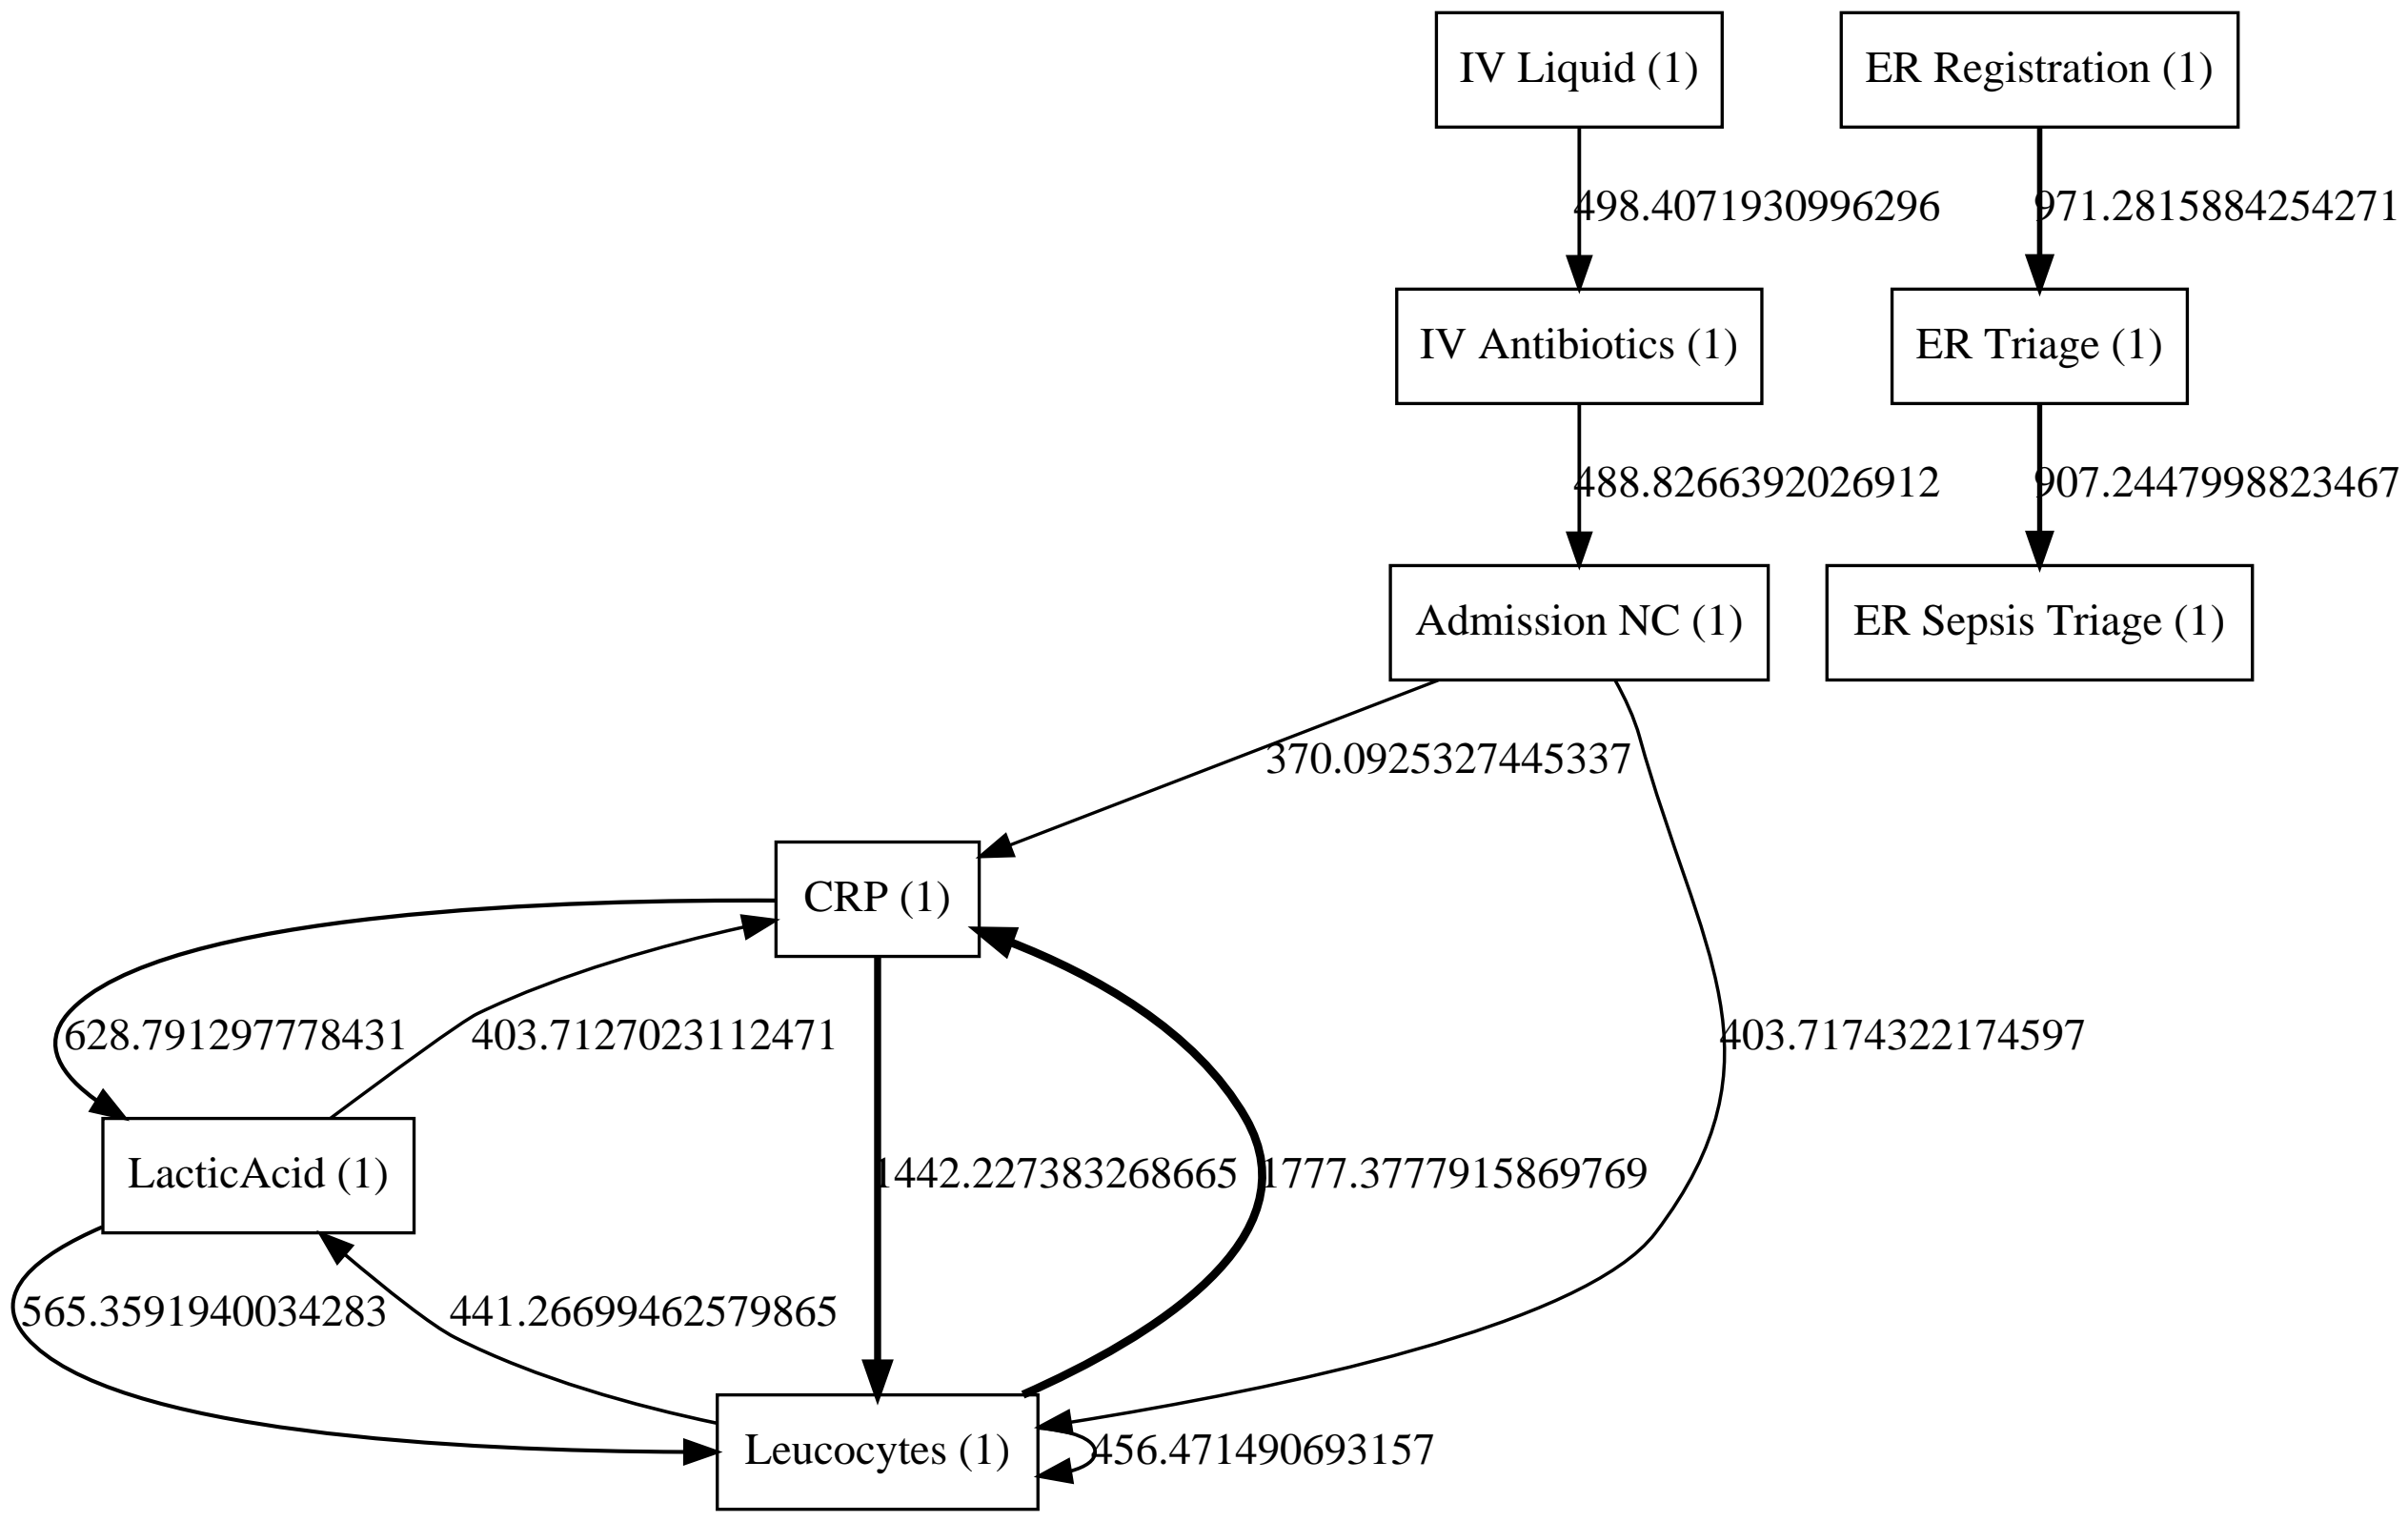 IV Liquid (1)
ER Registration (1)
498.4071930996296
971.2815884254271
IV Antibiotics (1)
ER Triage (1)
488.8266392026912
907.2447998823467
Admission NC (1)
ER Sepsis Triage (1)
370.0925327445337
CRP (1)
628.791297778431
403.7127023112471
403.7174322174597
LacticAcid (1)
1442.227383268665
1777.3777915869769
565.3591940034283
441.26699462579865
Leucocytes (1)
456.471490693157